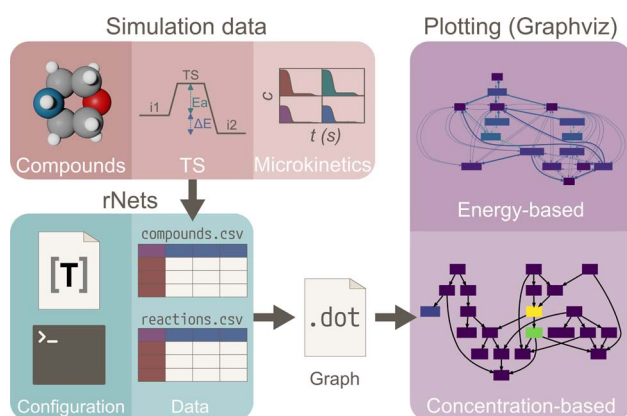 Simulation data
Plotting (Graphviz)
TS
Ea
i1
ΔE
i2
c
t (s)
Compounds
TS
Microkinetics
rNets
Energy-based
[T]
compounds.csv
>_
reactions.csv
.dot
Graph
Configuration
Data
Concentration-based